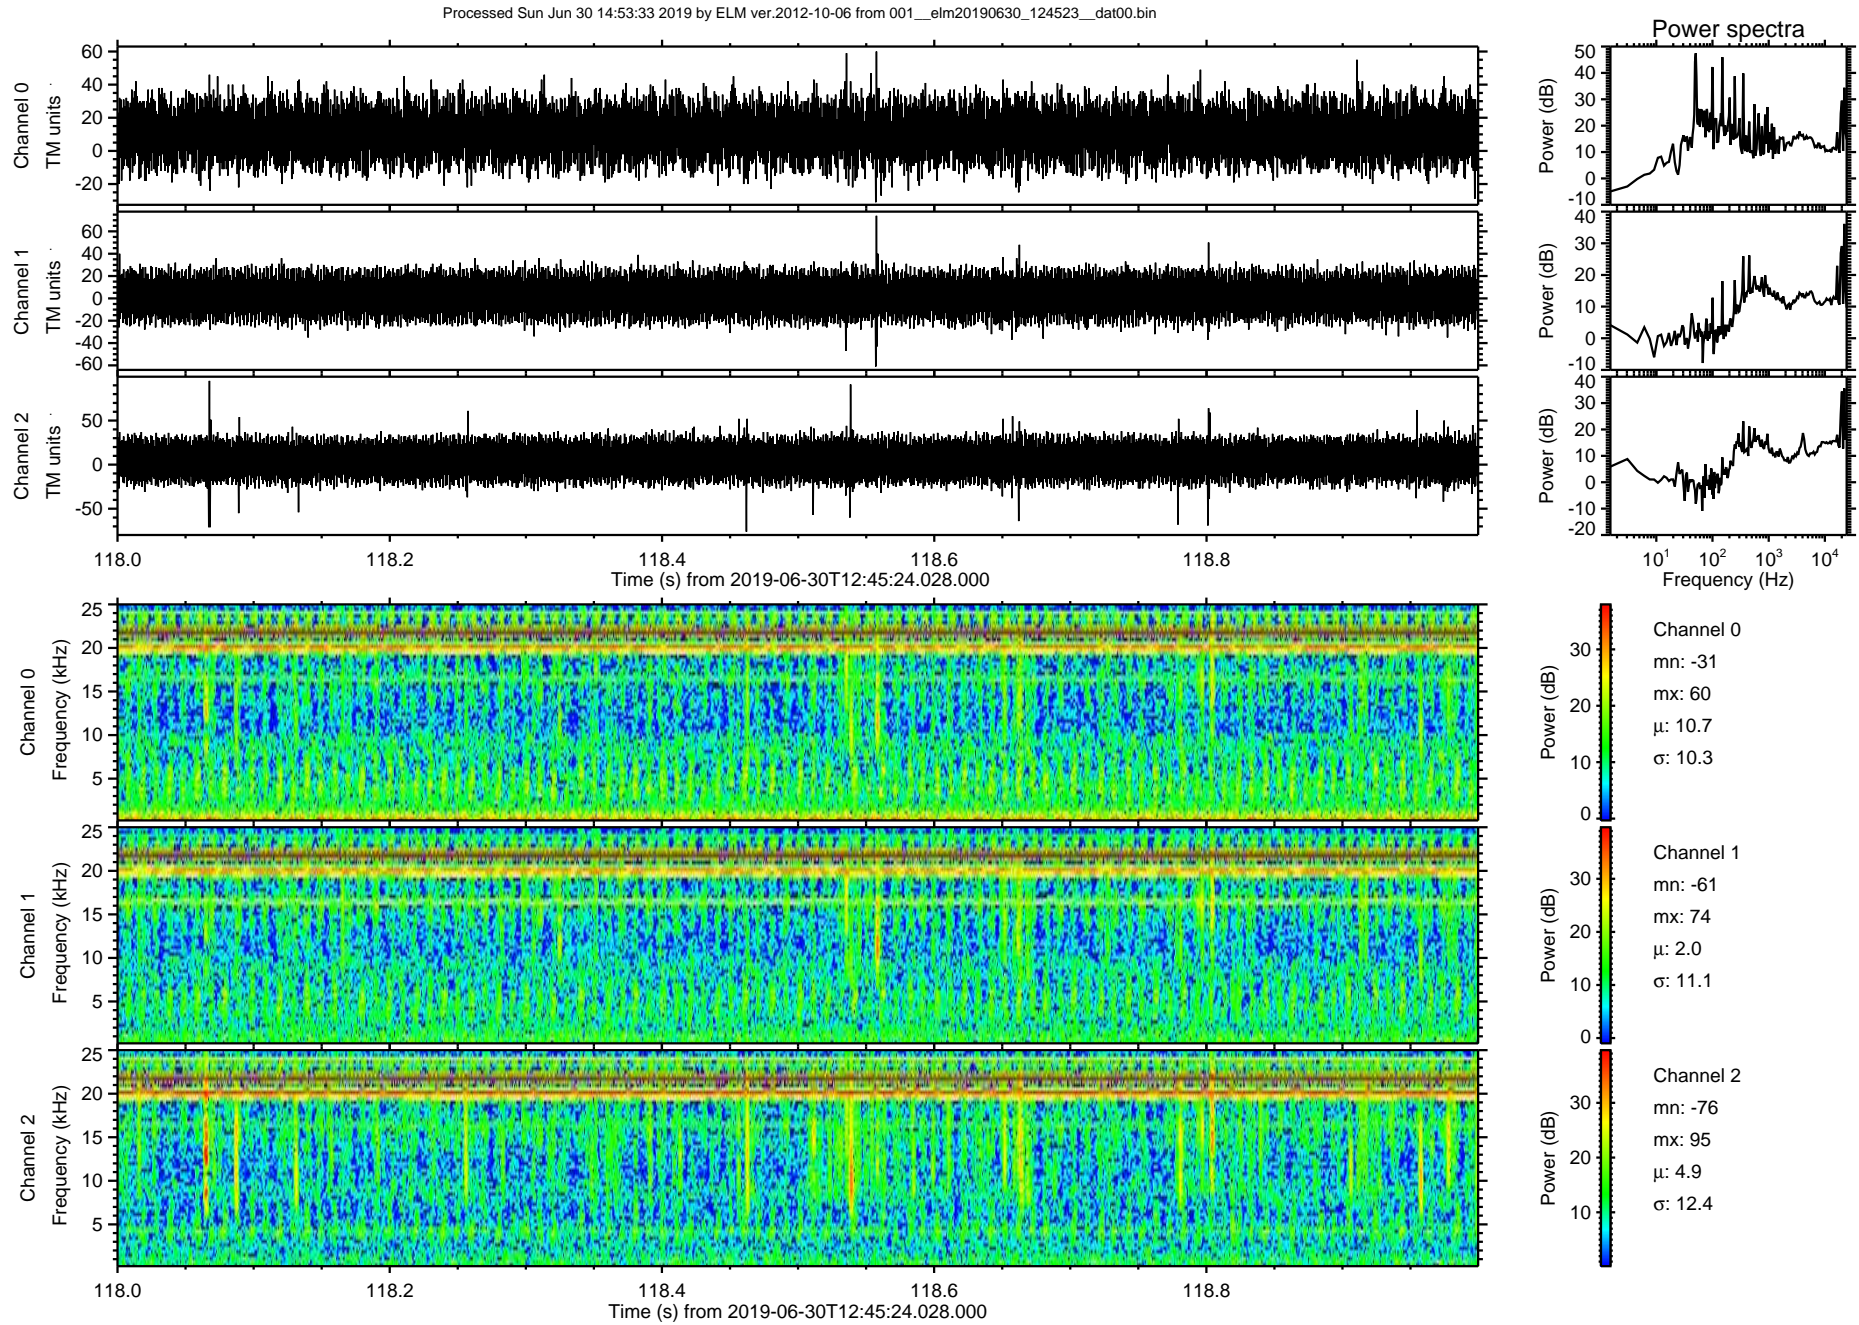 Processed Sun Jun 30 14:53:33 2019 by ELM ver.2012-10-06 from 001__elm20190630_124523__dat00.bin
Power spectra
Channel 0
TM units
60
40
20
0
-20
Power (dB)
50
40
30
20
10
0
-10
Channel 1
TM units
60
40
20
0
-20
-40
-60
Power (dB)
40
30
20
10
0
-10
Channel 2
TM units
50
0
-50
Power (dB)
40
30
20
10
0
-10
-20
118.0 118.2 118.4 118.6 118.8
Time (s) from 2019-06-30T12:45:24.028.000
10¹ 10² 10³ 10⁴
Frequency (Hz)
Channel 0
Frequency (kHz)
25
20
15
10
5
Power (dB)
30
20
10
0
Channel 0
mn: -31
mx: 60
μ: 10.7
σ: 10.3
Channel 1
Frequency (kHz)
25
20
15
10
5
Power (dB)
30
20
10
0
Channel 1
mn: -61
mx: 74
μ: 2.0
σ: 11.1
Channel 2
Frequency (kHz)
25
20
15
10
5
Power (dB)
30
20
10
Channel 2
mn: -76
mx: 95
μ: 4.9
σ: 12.4
118.0 118.2 118.4 118.6 118.8
Time (s) from 2019-06-30T12:45:24.028.000